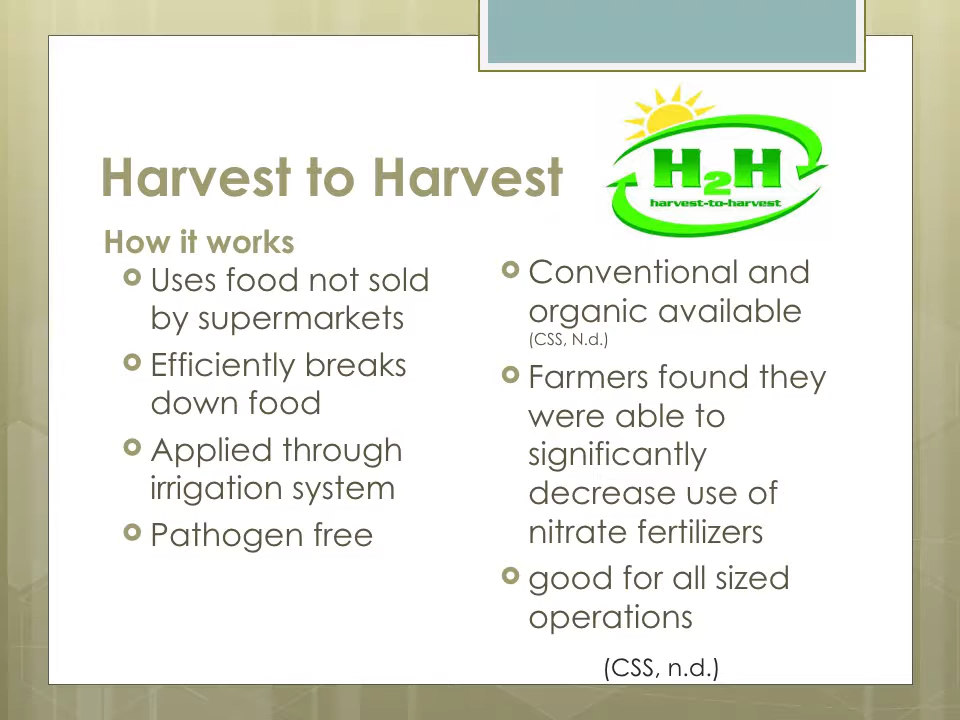 Harvest to Harvest
H2H
harvest-to-harvest
How it works
Uses food not sold
by supermarkets
Efficiently breaks
down food
Applied through
irrigation system
Pathogen free
Conventional and
organic available
(CSS, N.d.)
Farmers found they
were able to
significantly
decrease use of
nitrate fertilizers
good for all sized
operations
(CSS, n.d.)